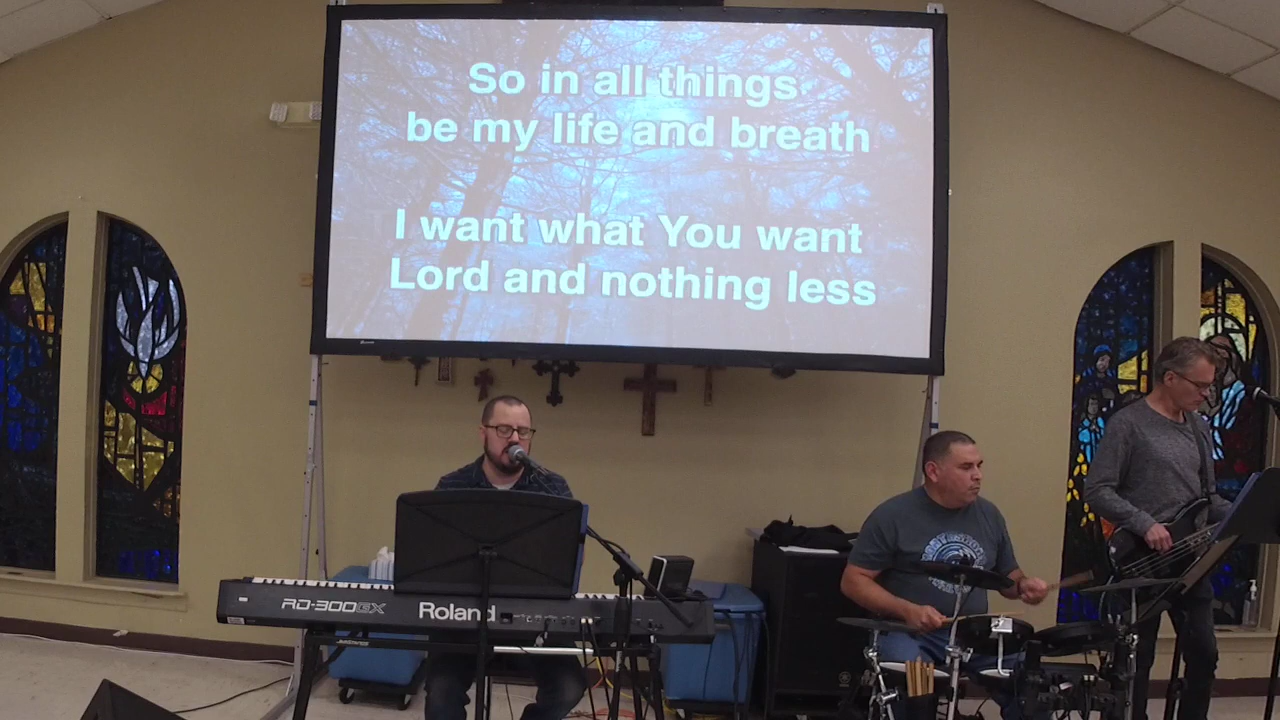 So in all things
be my life and breath
I want what You want
Lord and nothing less
RD-300GX
Roland